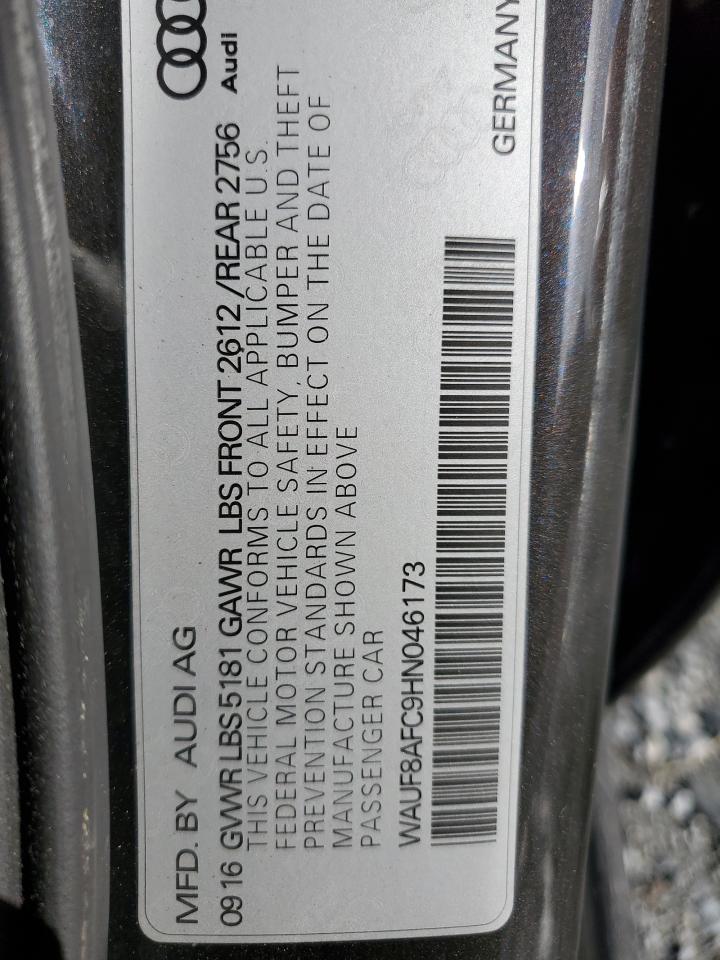 Audi
MFD. BY AUDI AG
09 16 GVWR LBS 5181 GAWR LBS FRONT 2612 /REAR 2756
THIS VEHICLE CONFORMS TO ALL APPLICABLE U.S.
FEDERAL MOTOR VEHICLE SAFETY, BUMPER AND THEFT
PREVENTION STANDARDS IN EFFECT ON THE DATE OF
MANUFACTURE SHOWN ABOVE
PASSENGER CAR
WAUF8AFC9HN046173
GERMANY